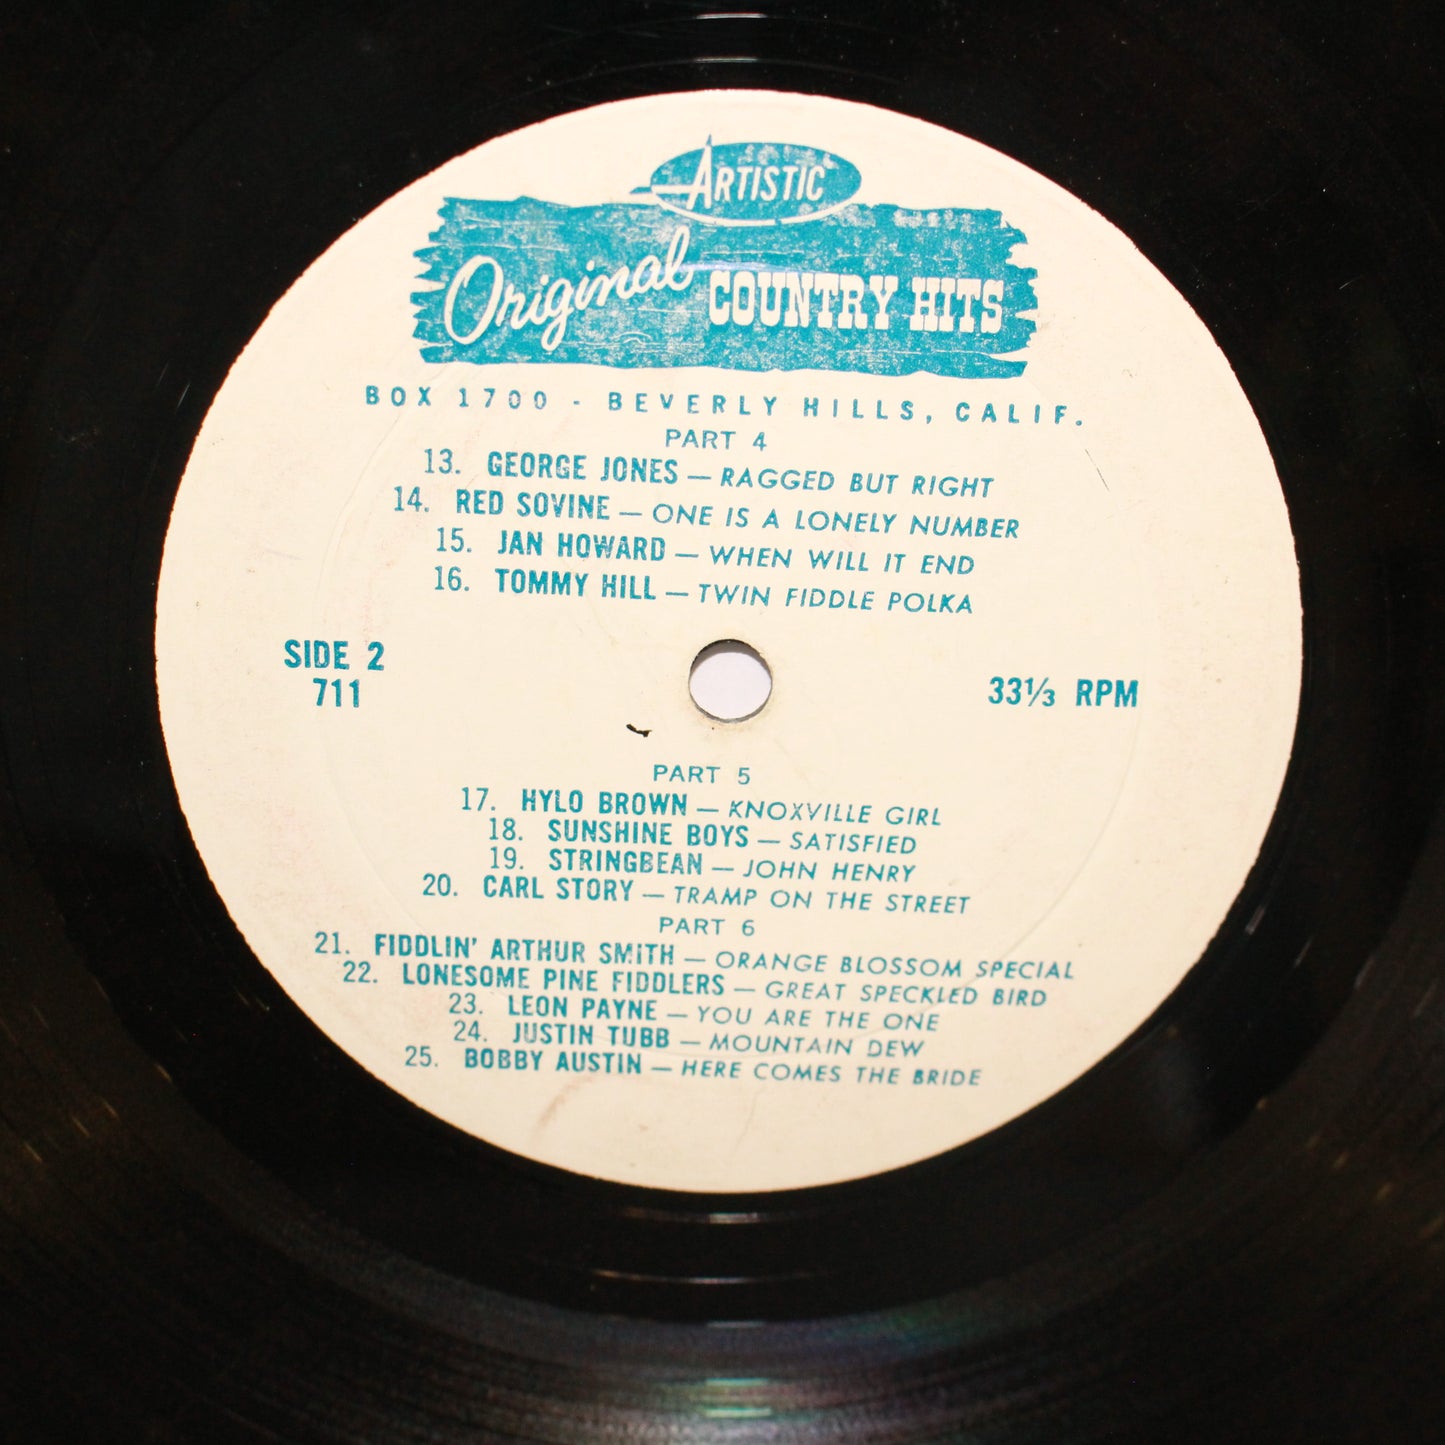 ARTISTIC
Original COUNTRY HITS
BOX 1700 - BEVERLY HILLS, CALIF.
PART 4
13. GEORGE JONES — RAGGED BUT RIGHT
14. RED SOVINE — ONE IS A LONELY NUMBER
15. JAN HOWARD — WHEN WILL IT END
16. TOMMY HILL — TWIN FIDDLE POLKA
SIDE 2
711
33⅓ RPM
PART 5
17. HYLO BROWN — KNOXVILLE GIRL
18. SUNSHINE BOYS — SATISFIED
19. STRINGBEAN — JOHN HENRY
20. CARL STORY — TRAMP ON THE STREET
PART 6
21. FIDDLIN' ARTHUR SMITH — ORANGE BLOSSOM SPECIAL
22. LONESOME PINE FIDDLERS — GREAT SPECKLED BIRD
23. LEON PAYNE — YOU ARE THE ONE
24. JUSTIN TUBB — MOUNTAIN DEW
25. BOBBY AUSTIN — HERE COMES THE BRIDE